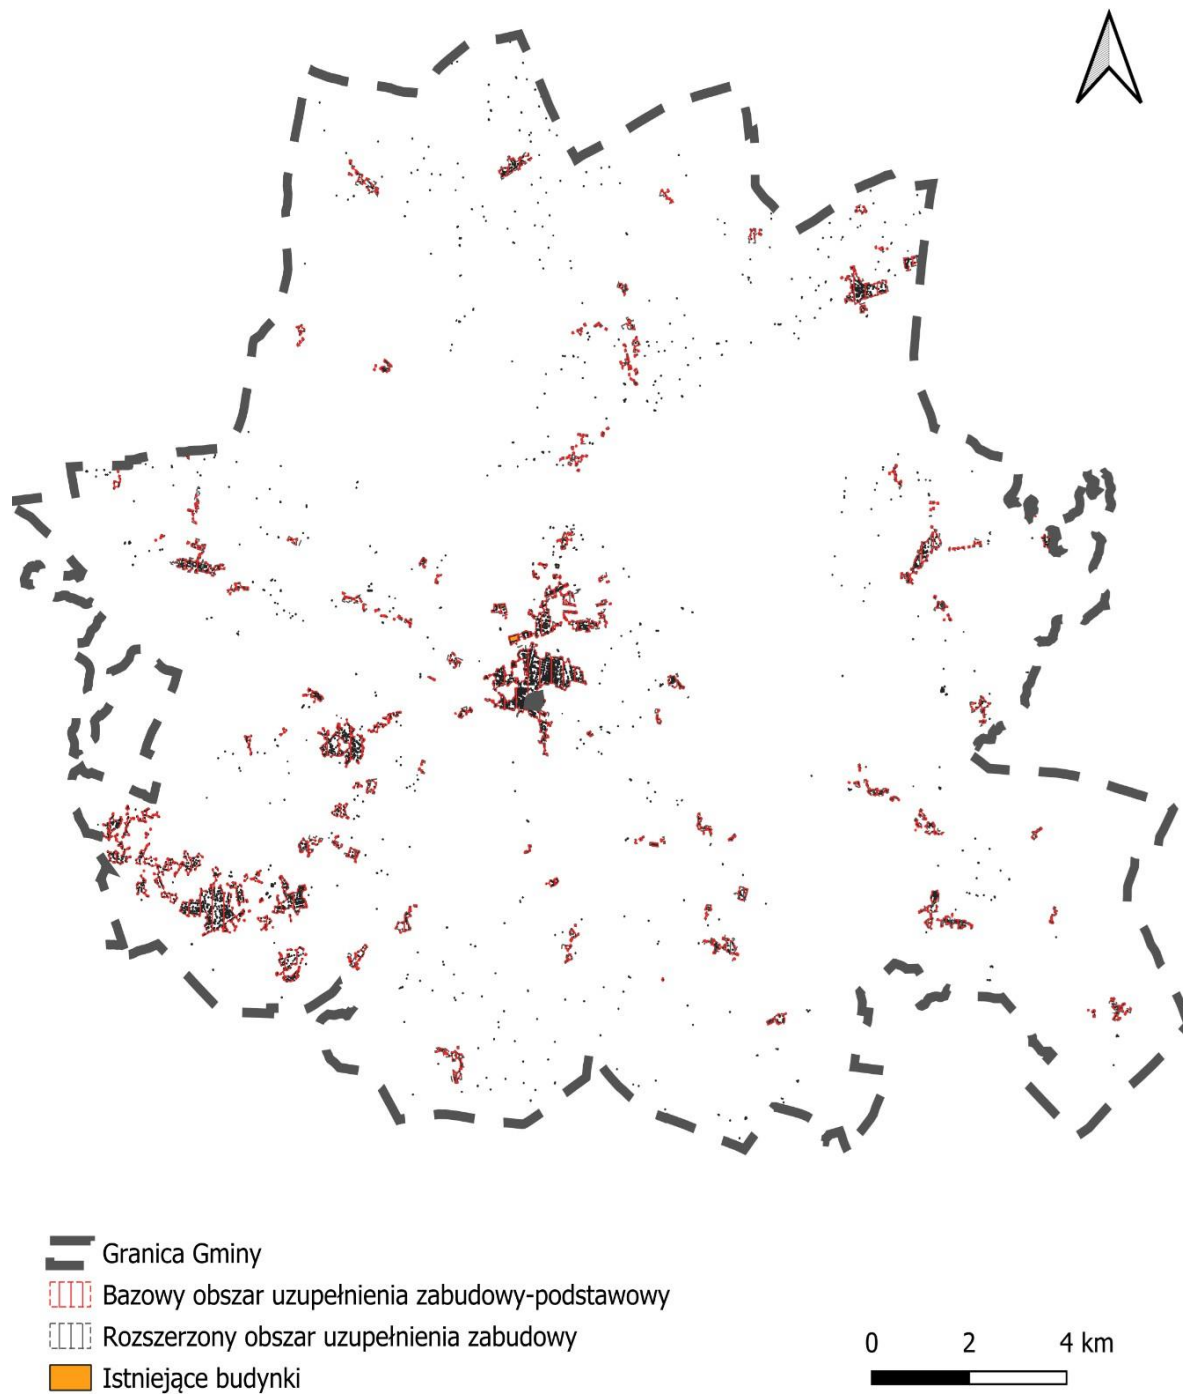 Granica Gminy
Bazowy obszar uzupełnienia zabudowy-podstawowy
Rozszerzony obszar uzupełnienia zabudowy
Istniejące budynki
0 2 4 km